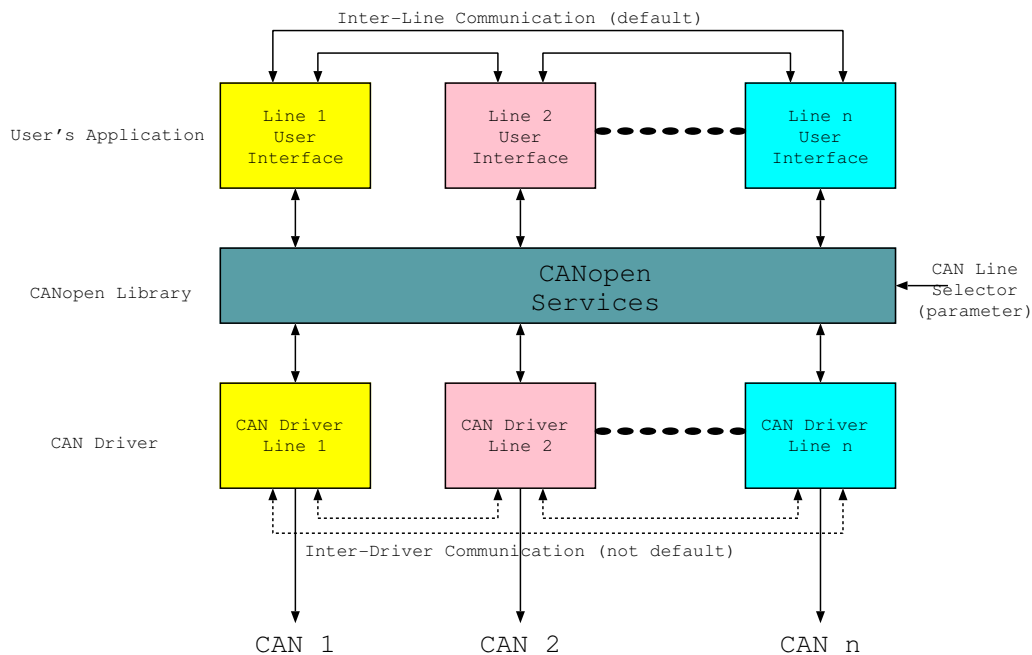 Inter-Line Communication (default)
User's Application
Line 1
User
Interface
Line 2
User
Interface
Line n
User
Interface
CANopen Library
CANopen
Services
CAN Line
Selector
(parameter)
CAN Driver
CAN Driver
Line 1
CAN Driver
Line 2
CAN Driver
Line n
Inter-Driver Communication (not default)
CAN 1
CAN 2
CAN n